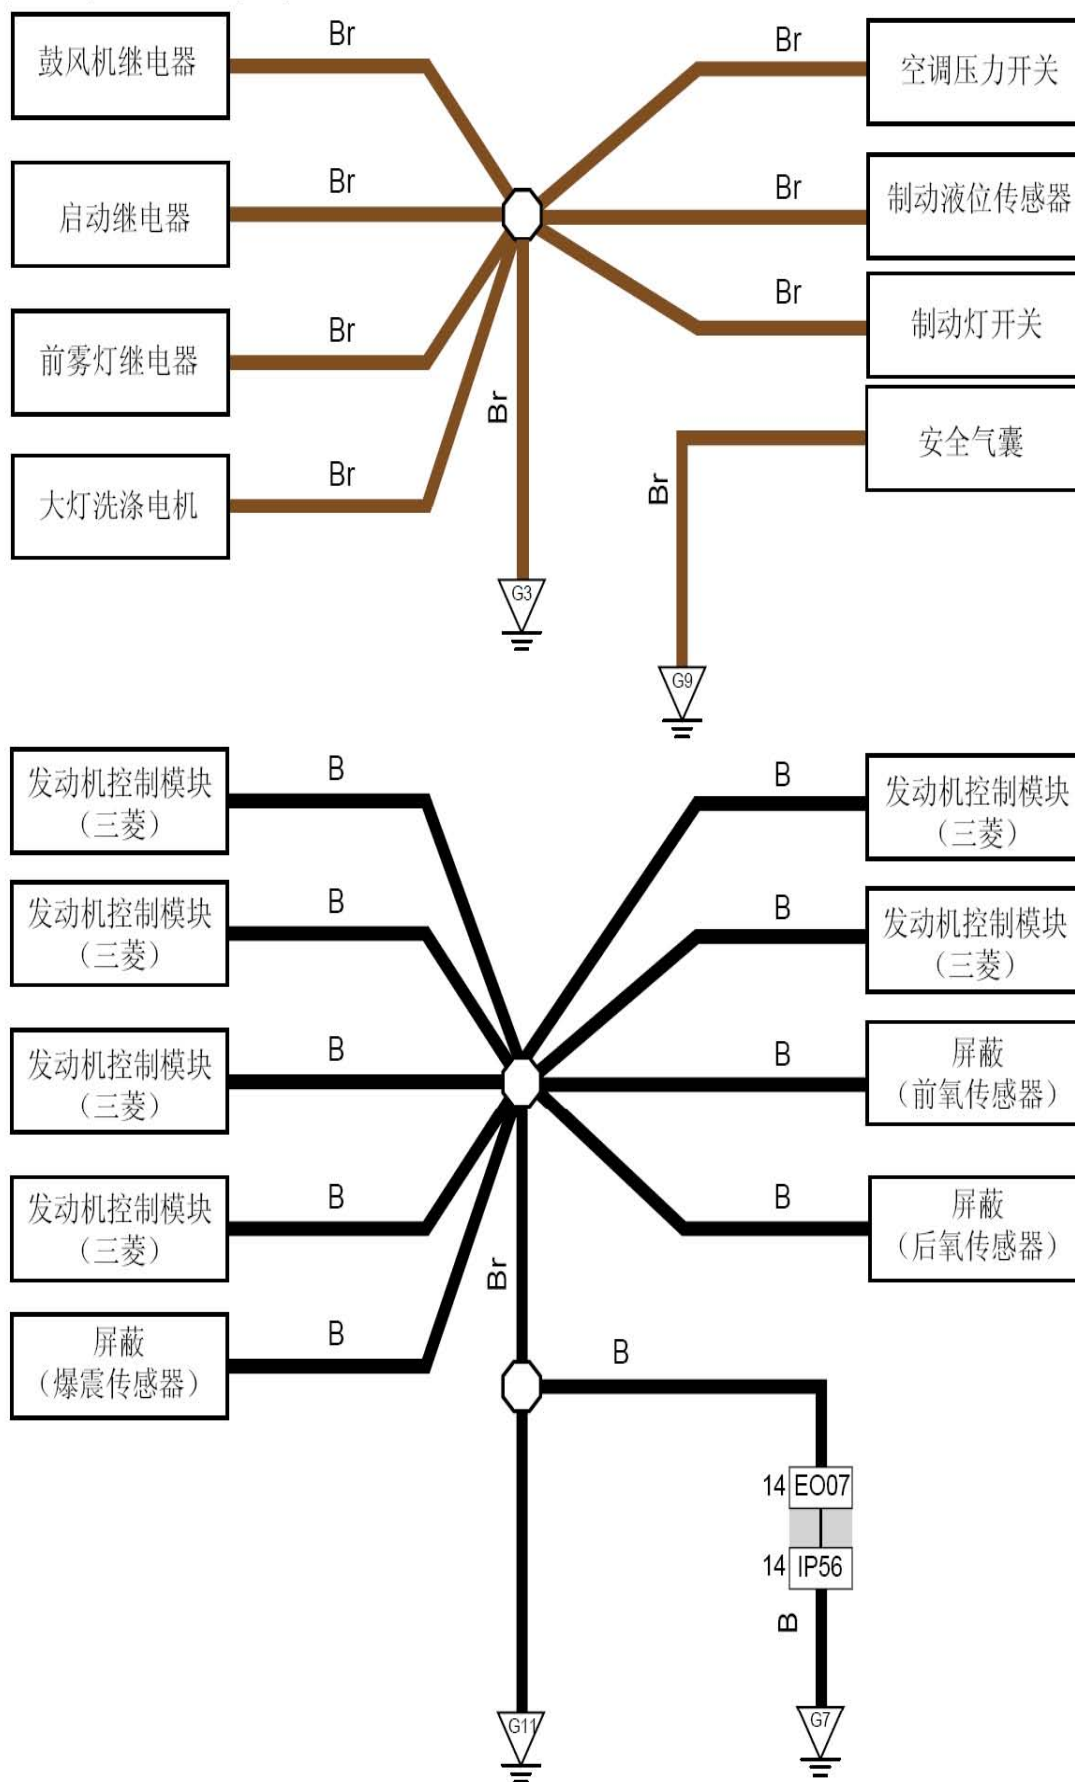 鼓风机继电器
Br
Br
空调压力开关
启动继电器
Br
Br
制动液位传感器
前雾灯继电器
Br
Br
制动灯开关
大灯洗涤电机
Br
Br
Br
安全气囊
G3
G9
发动机控制模块
（三菱）
B
B
发动机控制模块
（三菱）
发动机控制模块
（三菱）
B
B
发动机控制模块
（三菱）
发动机控制模块
（三菱）
B
B
屏蔽
（前氧传感器）
发动机控制模块
（三菱）
B
B
屏蔽
（后氧传感器）
屏蔽
（爆震传感器）
B
Br
B
14 EO07
14 IP56
B
G11
G7